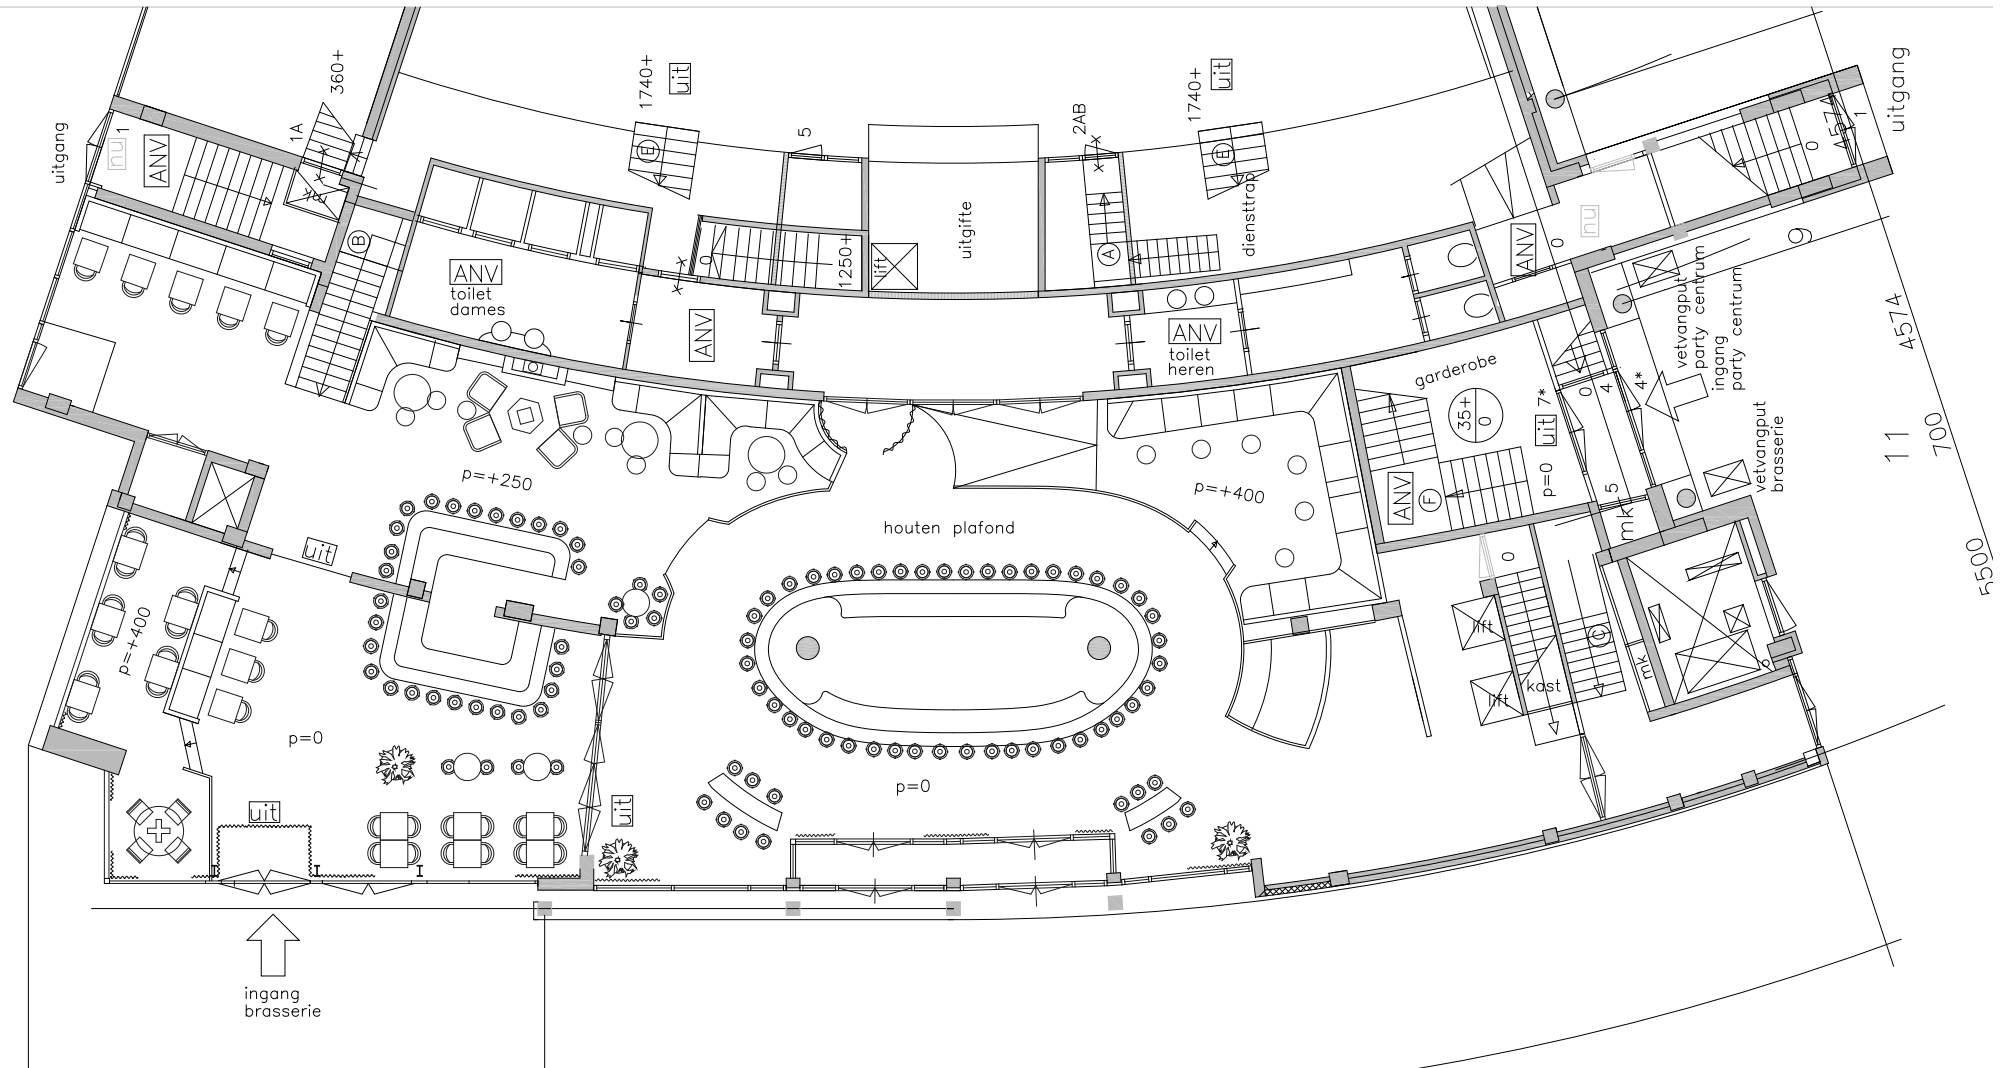 uitgang
nu
1
ANV
1A
360+
1740+
uit
E
5
2AB
1740+
uit
E
uitgang
4574
1
0
B
ANV
toilet
dames
0
1250+
lift
uitgifte
A
diensttrap
ANV
0
nu
9
ANV
ANV
toilet
heren
garderobe
35+
0
7*
uit
p=0
0
4
4*
vetvangput
party centrum
ingang
party centrum
4574
700
11
5500
vetvangput
brasserie
p=+250
p=+400
houten plafond
ANV
F
5
mk
uit
p=+400
0
lift
C
lift
kast
mk
p=0
p=0
uit
uit
ingang
brasserie